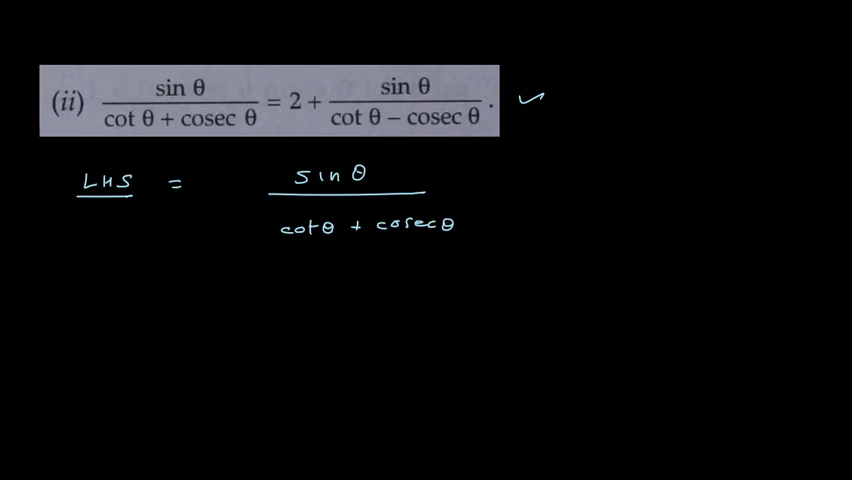 (ii) sin θ / (cot θ + cosec θ) = 2 + sin θ / (cot θ − cosec θ) .
LHS = sin θ / (cot θ + cosec θ)